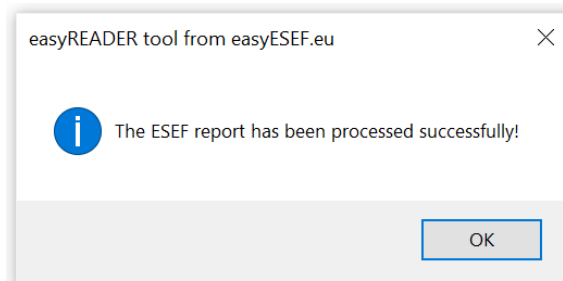 easyREADER tool from easyESEF.eu
The ESEF report has been processed successfully!
OK